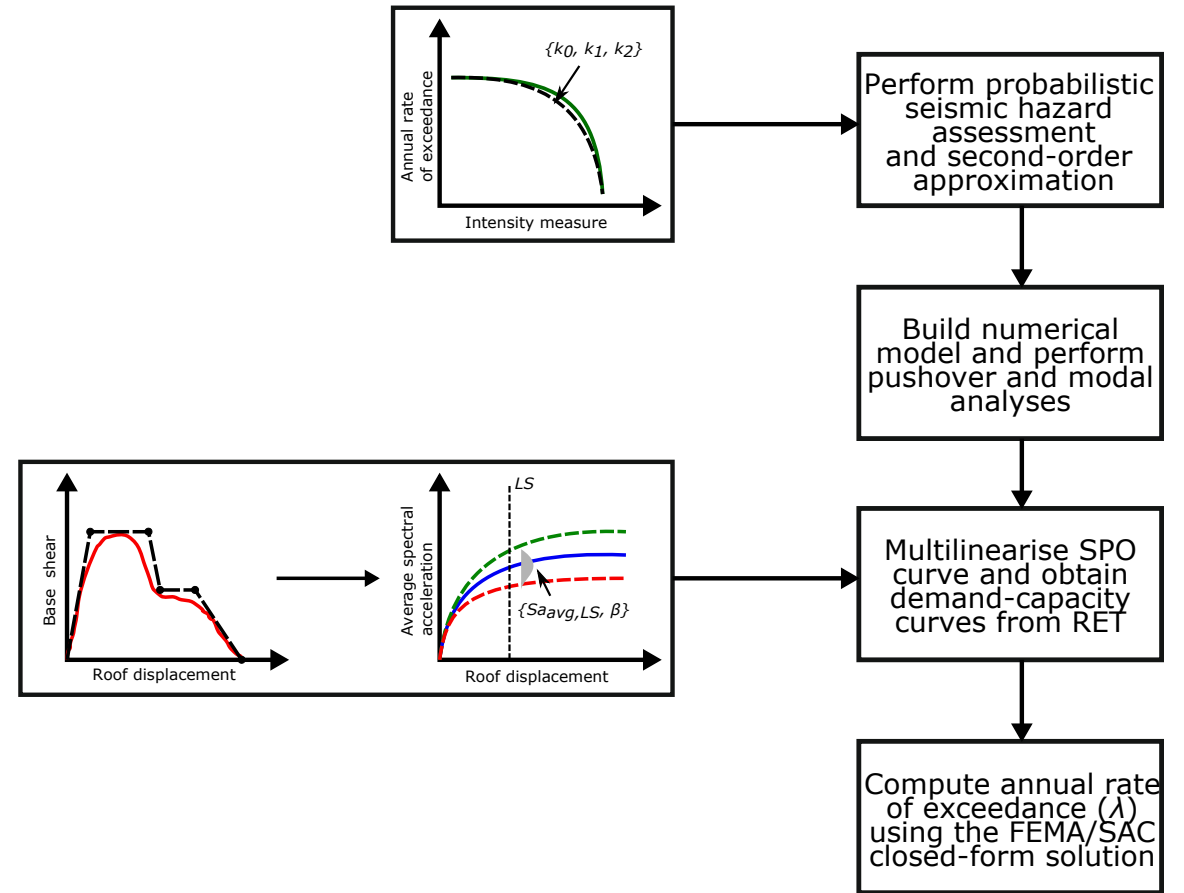 {k0, k1, k2}
Annual rate
of exceedance
Intensity measure
Perform probabilistic
seismic hazard
assessment
and second-order
approximation
Build numerical
model and perform
pushover and modal
analyses
Base shear
Roof displacement
LS
Average spectral
acceleration
{Saavg,LS, β}
Roof displacement
Multilinearise SPO
curve and obtain
demand-capacity
curves from RET
Compute annual rate
of exceedance (λ)
using the FEMA/SAC
closed-form solution